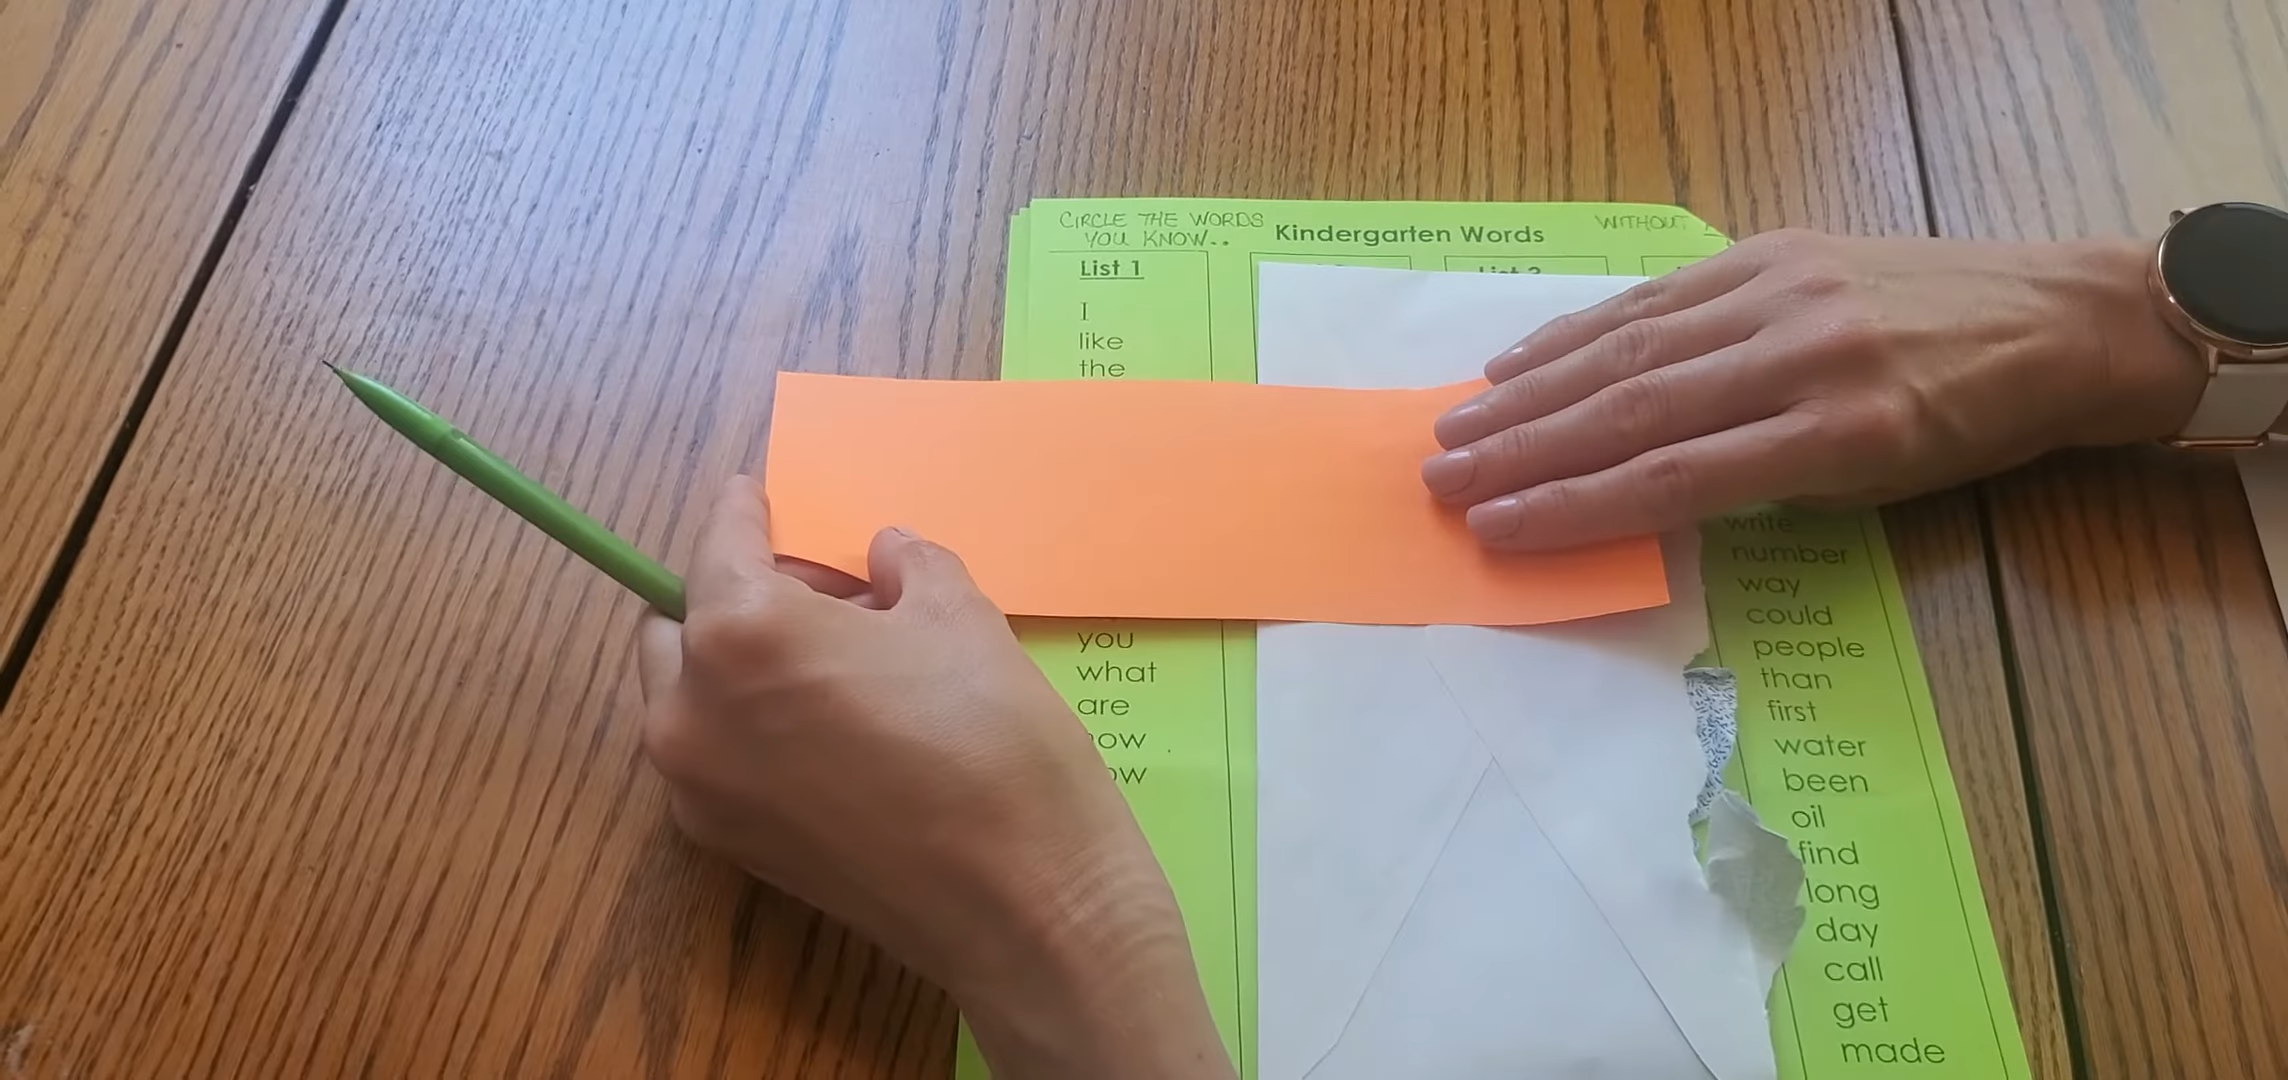 CIRCLE THE WORDS
YOU KNOW..
Kindergarten Words
WITHOUT
List 1
I
like
the
you
what
are
write
number
way
could
people
than
first
water
been
oil
find
long
day
call
get
made